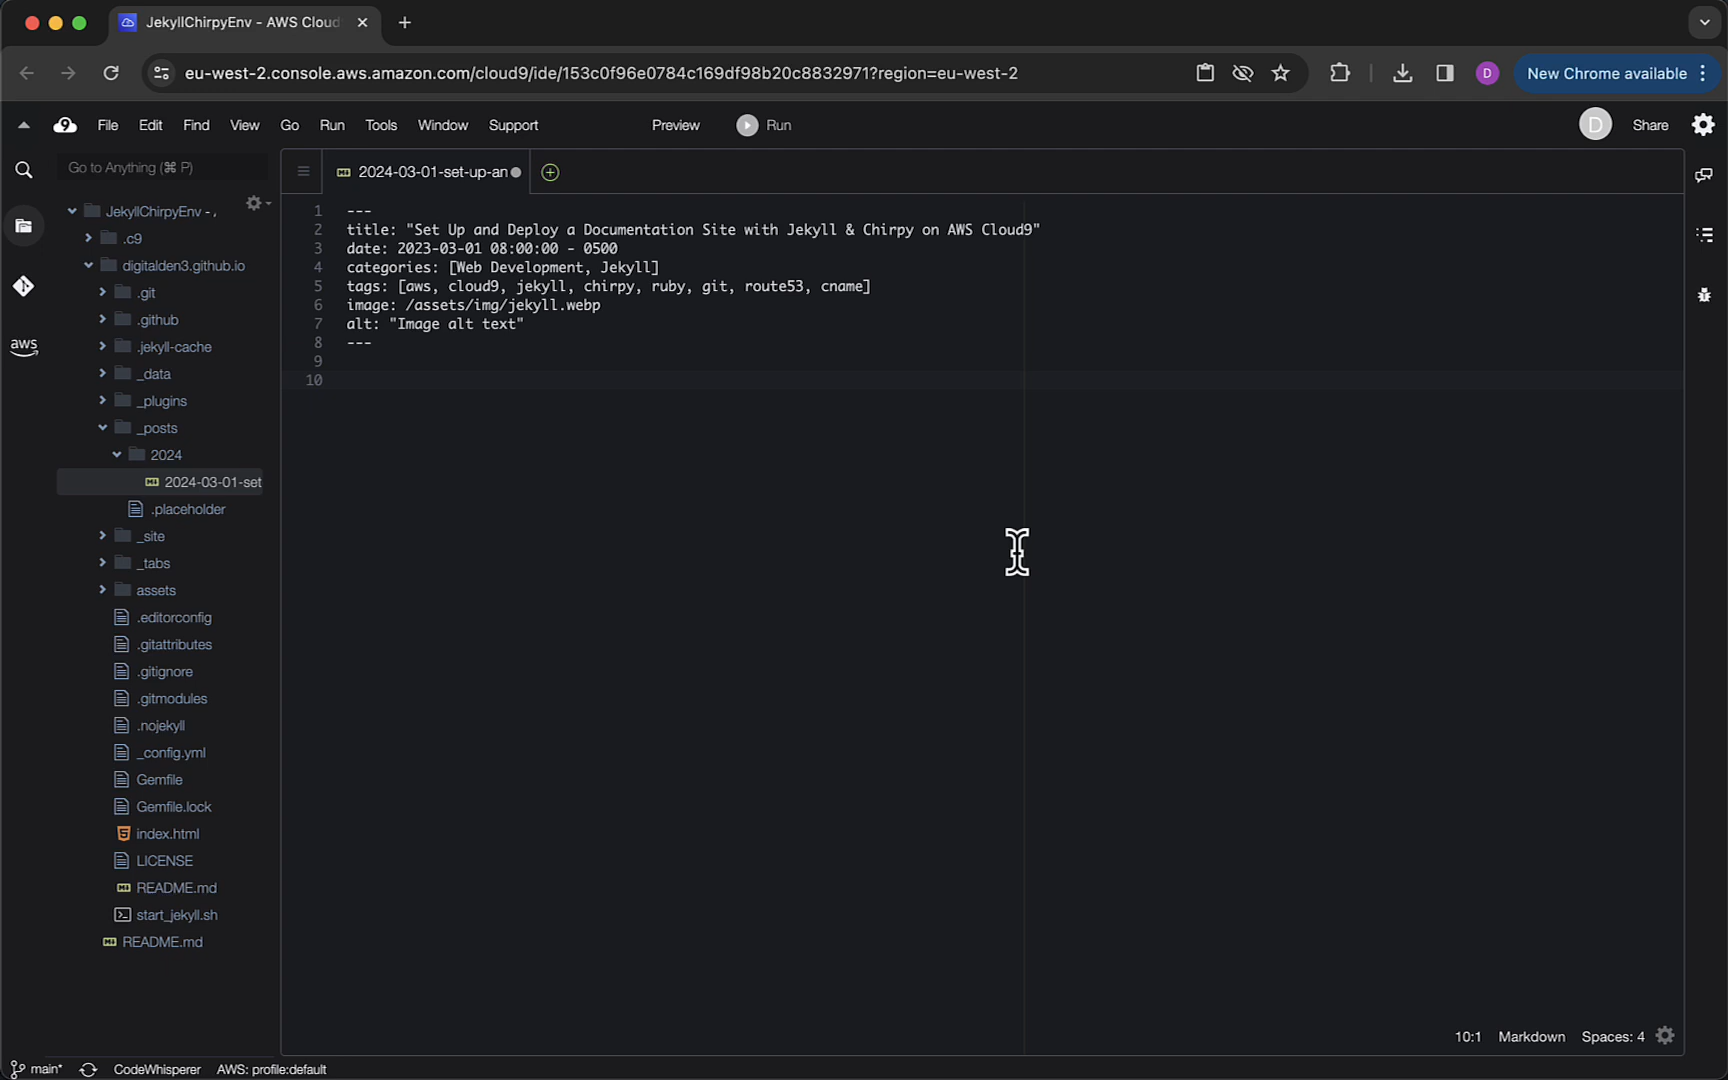 JekyllChirpyEnv - AWS Cloud9
eu-west-2.console.aws.amazon.com/cloud9/ide/153c0f96e0784c169df98b20c8832971?region=eu-west-2
D
New Chrome available
9
File Edit Find View Go Run Tools Window Support Preview Run
D
Share
Go to Anything (⌘ P)
2024-03-01-set-up-an
JekyllChirpyEnv - /
.c9
digitalden3.github.io
.git
.github
.jekyll-cache
_data
_plugins
_posts
2024
2024-03-01-set
.placeholder
_site
_tabs
assets
.editorconfig
.gitattributes
.gitignore
.gitmodules
.nojekyll
_config.yml
Gemfile
Gemfile.lock
index.html
LICENSE
README.md
start_jekyll.sh
README.md
aws
1 ---
2 title: "Set Up and Deploy a Documentation Site with Jekyll & Chirpy on AWS Cloud9"
3 date: 2023-03-01 08:00:00 - 0500
4 categories: [Web Development, Jekyll]
5 tags: [aws, cloud9, jekyll, chirpy, ruby, git, route53, cname]
6 image: /assets/img/jekyll.webp
7 alt: "Image alt text"
8 ---
9
10
10:1 Markdown Spaces: 4
main* CodeWhisperer AWS: profile:default